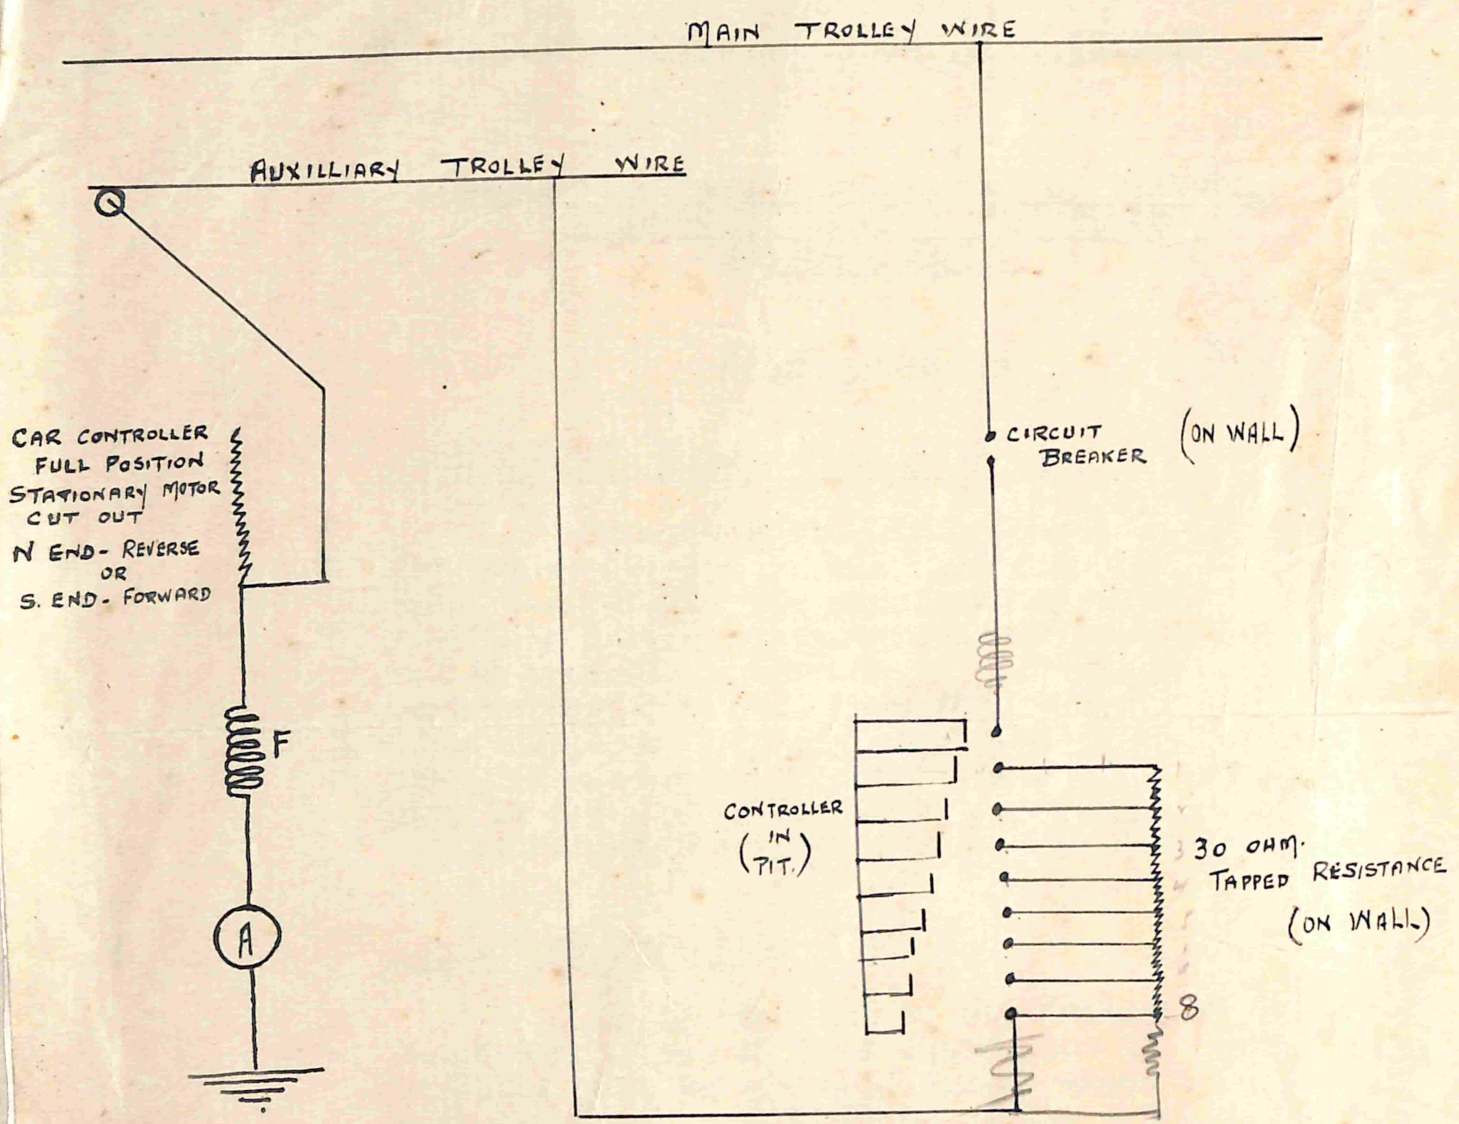 MAIN TROLLEY WIRE
AUXILLIARY TROLLEY WIRE
CAR CONTROLLER
FULL POSITION
STATIONARY MOTOR
CUT OUT
N END - REVERSE
OR
S. END - FORWARD
F
A
CIRCUIT (ON WALL)
BREAKER
CONTROLLER
(IN
PIT.)
30 OHM.
TAPPED RESISTANCE
(ON WALL)
8